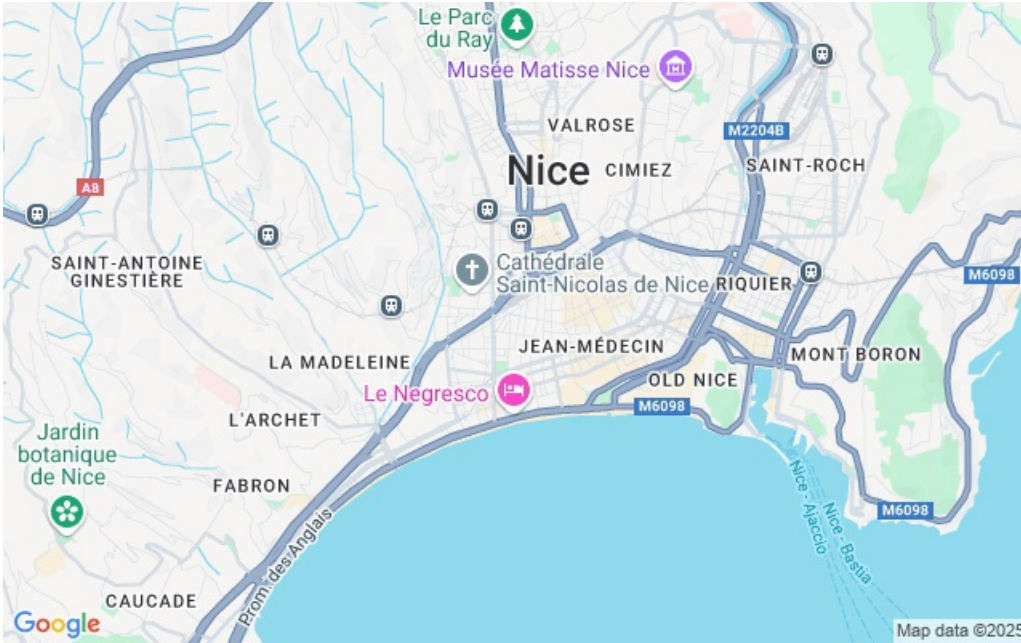 Le Parc
du Ray
Musée Matisse Nice
VALROSE
M2204B
Nice
CIMIEZ
SAINT-ROCH
A8
SAINT-ANTOINE
GINESTIÈRE
Cathédrale
Saint-Nicolas de Nice
RIQUIER
M6098
JEAN-MÉDECIN
MONT BORON
LA MADELEINE
OLD NICE
Le Negresco
M6098
L'ARCHET
Jardin
botanique
de Nice
FABRON
M6098
Nice - Ajaccio
Nice - Bastia
Prom. des Anglais
CAUCADE
Google
Map data ©2025